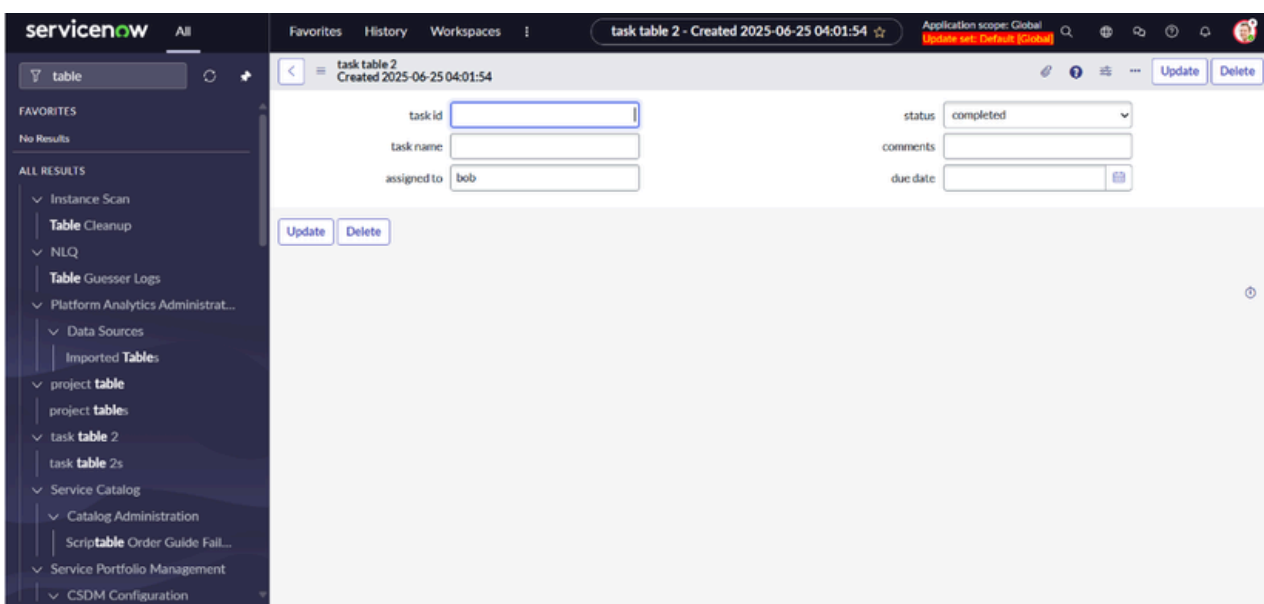 servicenow All Favorites History Workspaces task table 2 - Created 2025-06-25 04:01:54 Application scope: Global
Update set: Default [Global]
table
task table 2
Created 2025-06-25 04:01:54
Update Delete
FAVORITES
No Results
ALL RESULTS
Instance Scan
Table Cleanup
NLQ
Table Guesser Logs
Platform Analytics Administrat...
Data Sources
Imported Tables
project table
project tables
task table 2
task table 2s
Service Catalog
Catalog Administration
Scriptable Order Guide Fail...
Service Portfolio Management
CSDM Configuration
task id
task name
assigned to bob
status completed
comments
due date
Update Delete